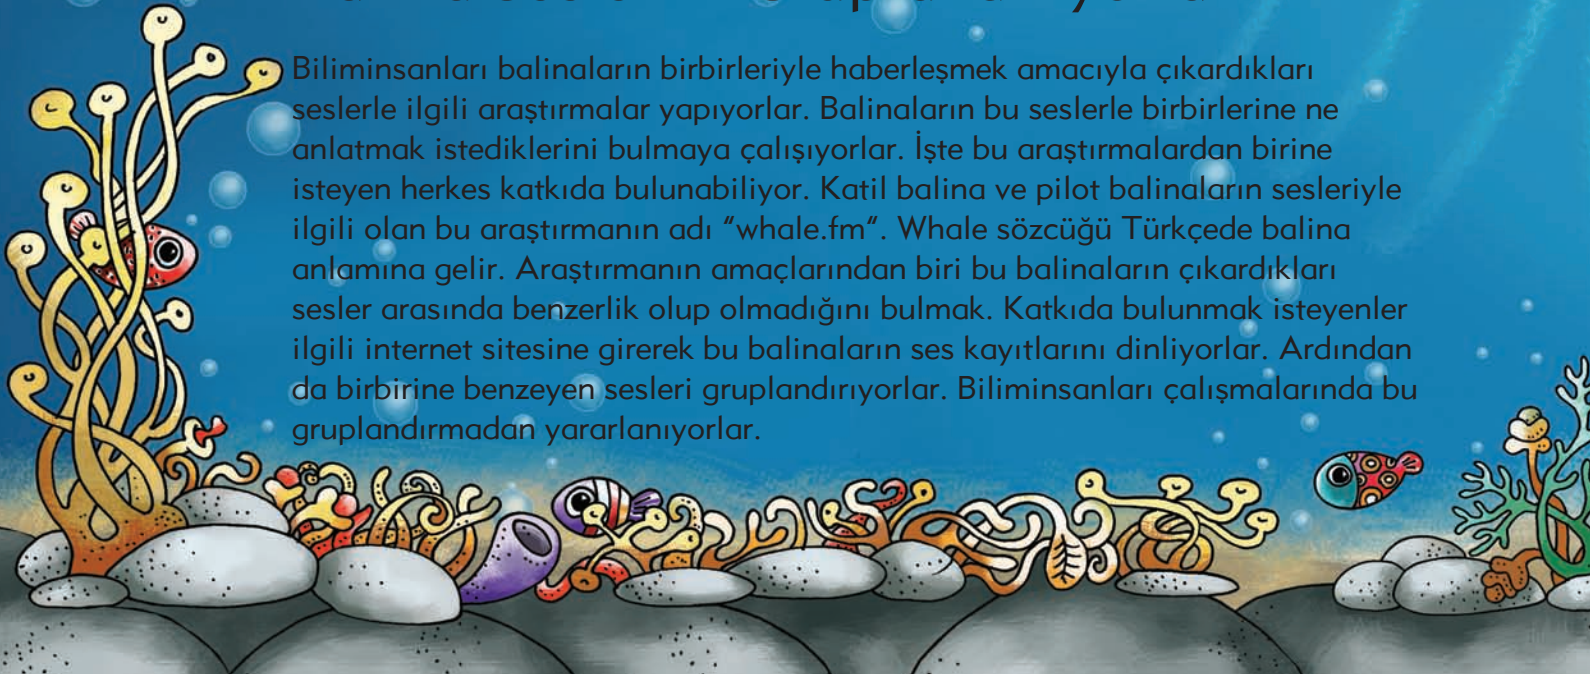 Biliminsanları balinaların birbirleriyle haberleşmek amacıyla çıkardıkları
seslerle ilgili araştırmalar yapıyorlar. Balinaların bu seslerle birbirlerine ne
anlatmak istediklerini bulmaya çalışıyorlar. İşte bu araştırmalardan birine
isteyen herkes katkıda bulunabiliyor. Katil balina ve pilot balinaların sesleriyle
ilgili olan bu araştırmanın adı “whale.fm“. Whale sözcüğü Türkçede balina
anlamına gelir. Araştırmanın amaçlarından biri bu balinaların çıkardıkları
sesler arasında benzerlik olup olmadığını bulmak. Katkıda bulunmak isteyenler
ilgili internet sitesine girerek bu balinaların ses kayıtlarını dinliyorlar. Ardından
da birbirine benzeyen sesleri gruplandırıyorlar. Biliminsanları çalışmalarında bu
gruplandırmadan yararlanıyorlar.